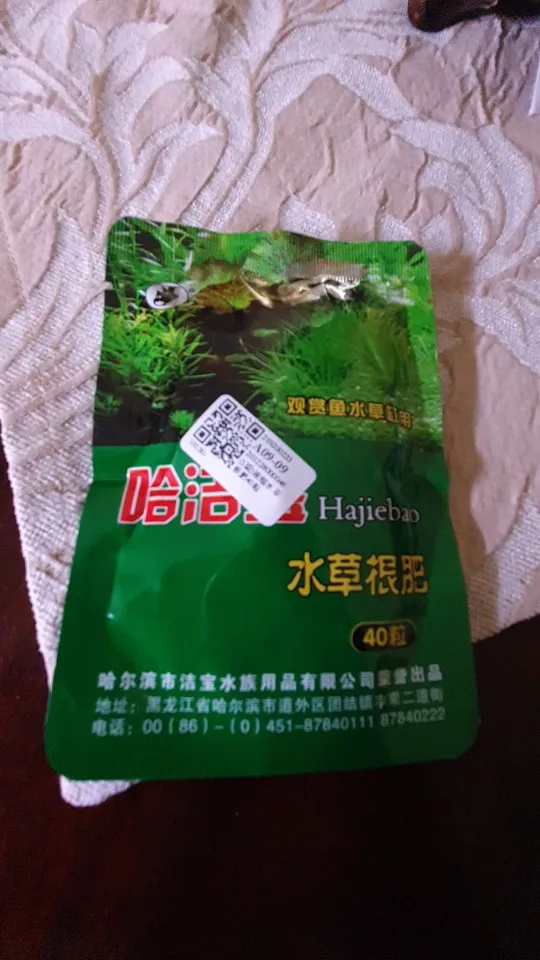 观赏鱼水草缸用
A09-09
哈洁 Hajiebao
水草根肥
40粒
哈尔滨市洁宝水族用品有限公司荣誉出品
地址：黑龙江省哈尔滨市道外区团结镇 二道街
电话：00(86)-(0)451-87840111 87840222